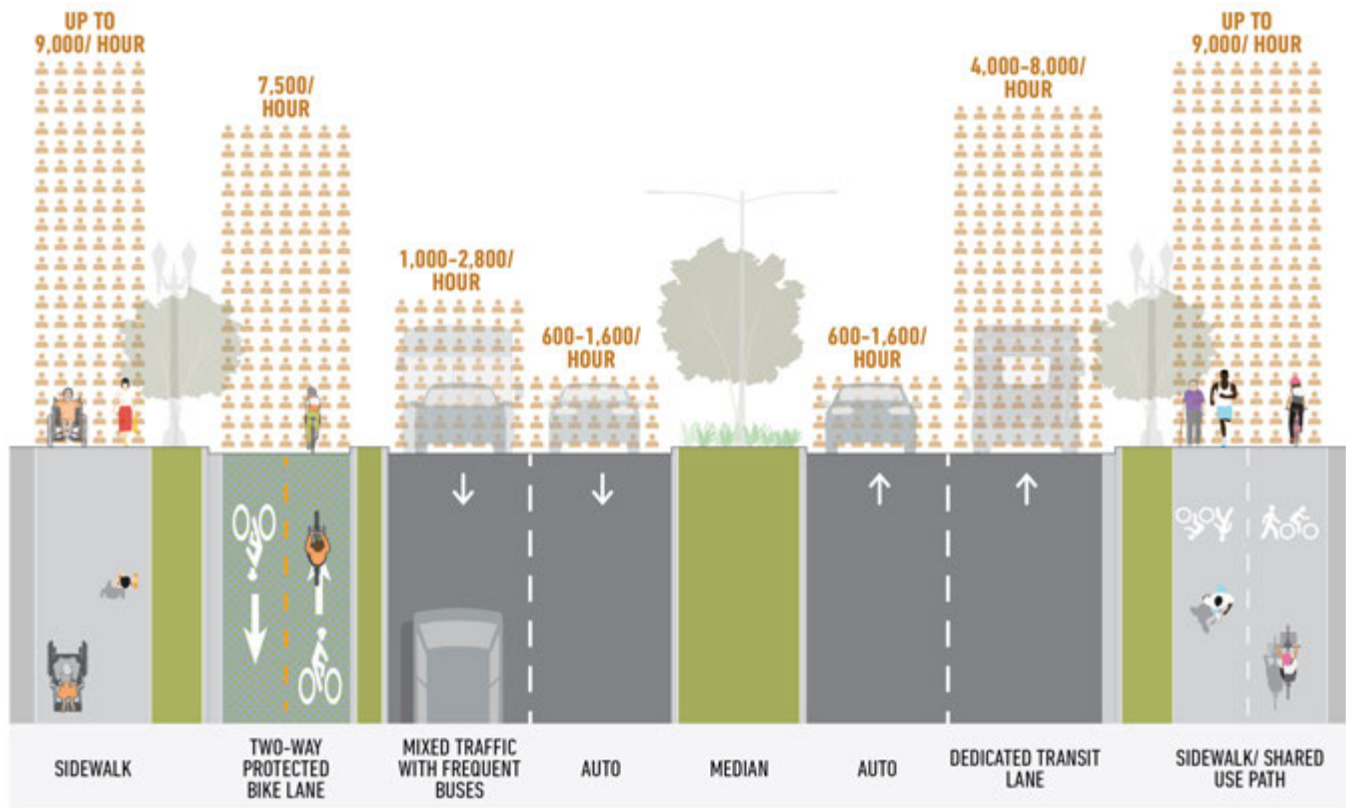 UP TO
9,000/ HOUR
7,500/
HOUR
1,000-2,800/
HOUR
600-1,600/
HOUR
600-1,600/
HOUR
4,000-8,000/
HOUR
UP TO
9,000/ HOUR
SIDEWALK
TWO-WAY
PROTECTED
BIKE LANE
MIXED TRAFFIC
WITH FREQUENT
BUSES
AUTO
MEDIAN
AUTO
DEDICATED TRANSIT
LANE
SIDEWALK/ SHARED
USE PATH